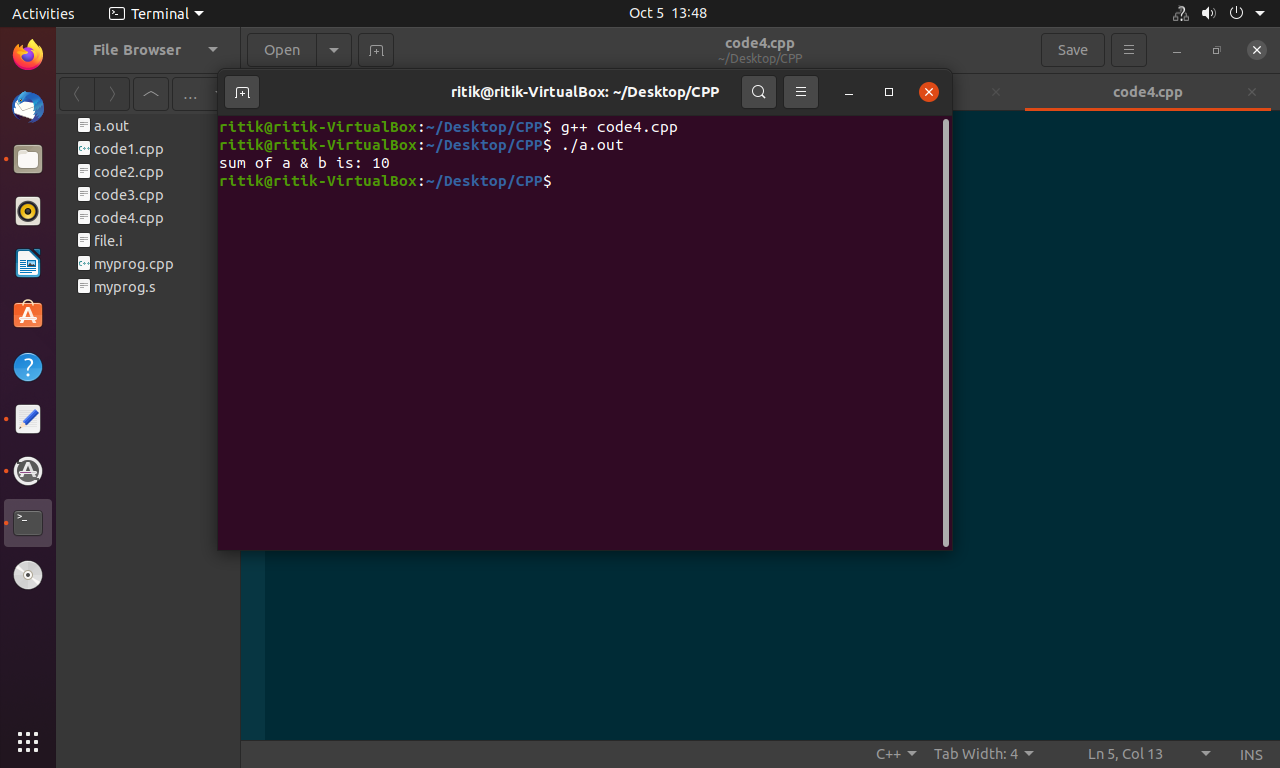 Activities
Terminal
Oct 5 13:48
File Browser
Open
code4.cpp
~/Desktop/CPP
Save
...
ritik@ritik-VirtualBox: ~/Desktop/CPP
code4.cpp
a.out
code1.cpp
code2.cpp
code3.cpp
code4.cpp
file.i
myprog.cpp
myprog.s
ritik@ritik-VirtualBox:~/Desktop/CPP$ g++ code4.cpp
ritik@ritik-VirtualBox:~/Desktop/CPP$ ./a.out
sum of a & b is: 10
ritik@ritik-VirtualBox:~/Desktop/CPP$
C++
Tab Width: 4
Ln 5, Col 13
INS